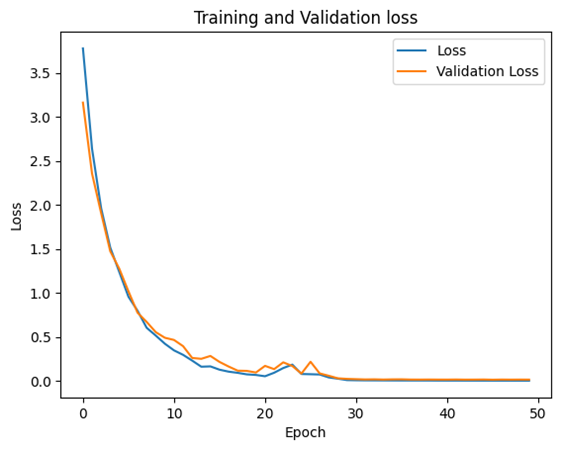 Training and Validation loss
Loss
Validation Loss
3.5
3.0
2.5
2.0
1.5
1.0
0.5
0.0
Loss
0 10 20 30 40 50
Epoch